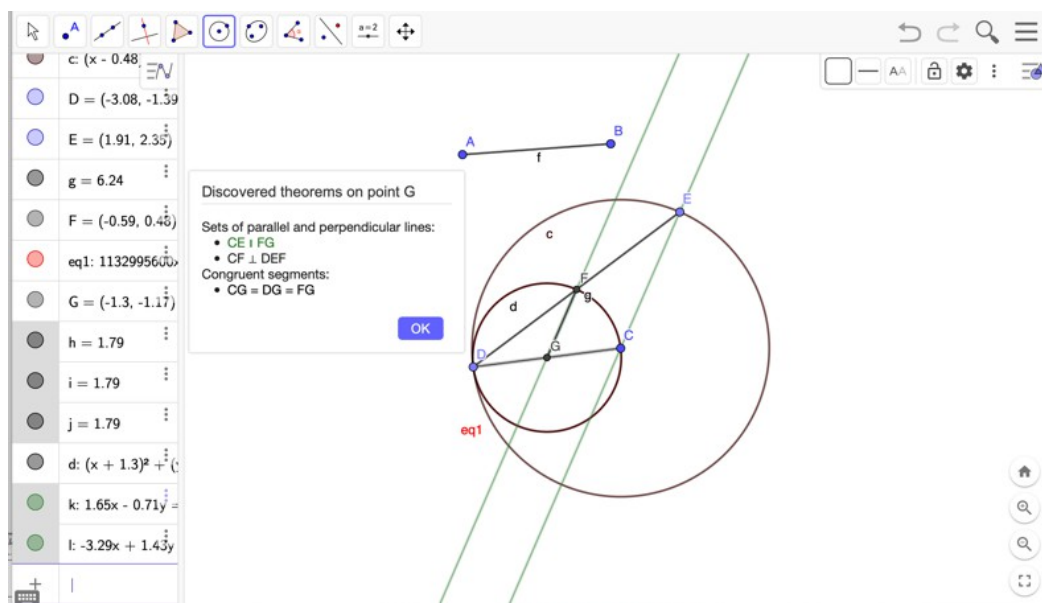 A
a=2
c: (x - 0.48
AA
D = (-3.08, -1.39
E = (1.91, 2.35)
g = 6.24
F = (-0.59, 0.48)
eq1: 1132995600x
G = (-1.3, -1.17)
h = 1.79
i = 1.79
j = 1.79
d: (x + 1.3)² + (y
k: 1.65x - 0.71y =
l: -3.29x + 1.43y
A
B
f
Discovered theorems on point G
Sets of parallel and perpendicular lines:
• CE ∥ FG
• CF ⊥ DEF
Congruent segments:
• CG = DG = FG
OK
E
c
F
g
d
C
G
D
eq1